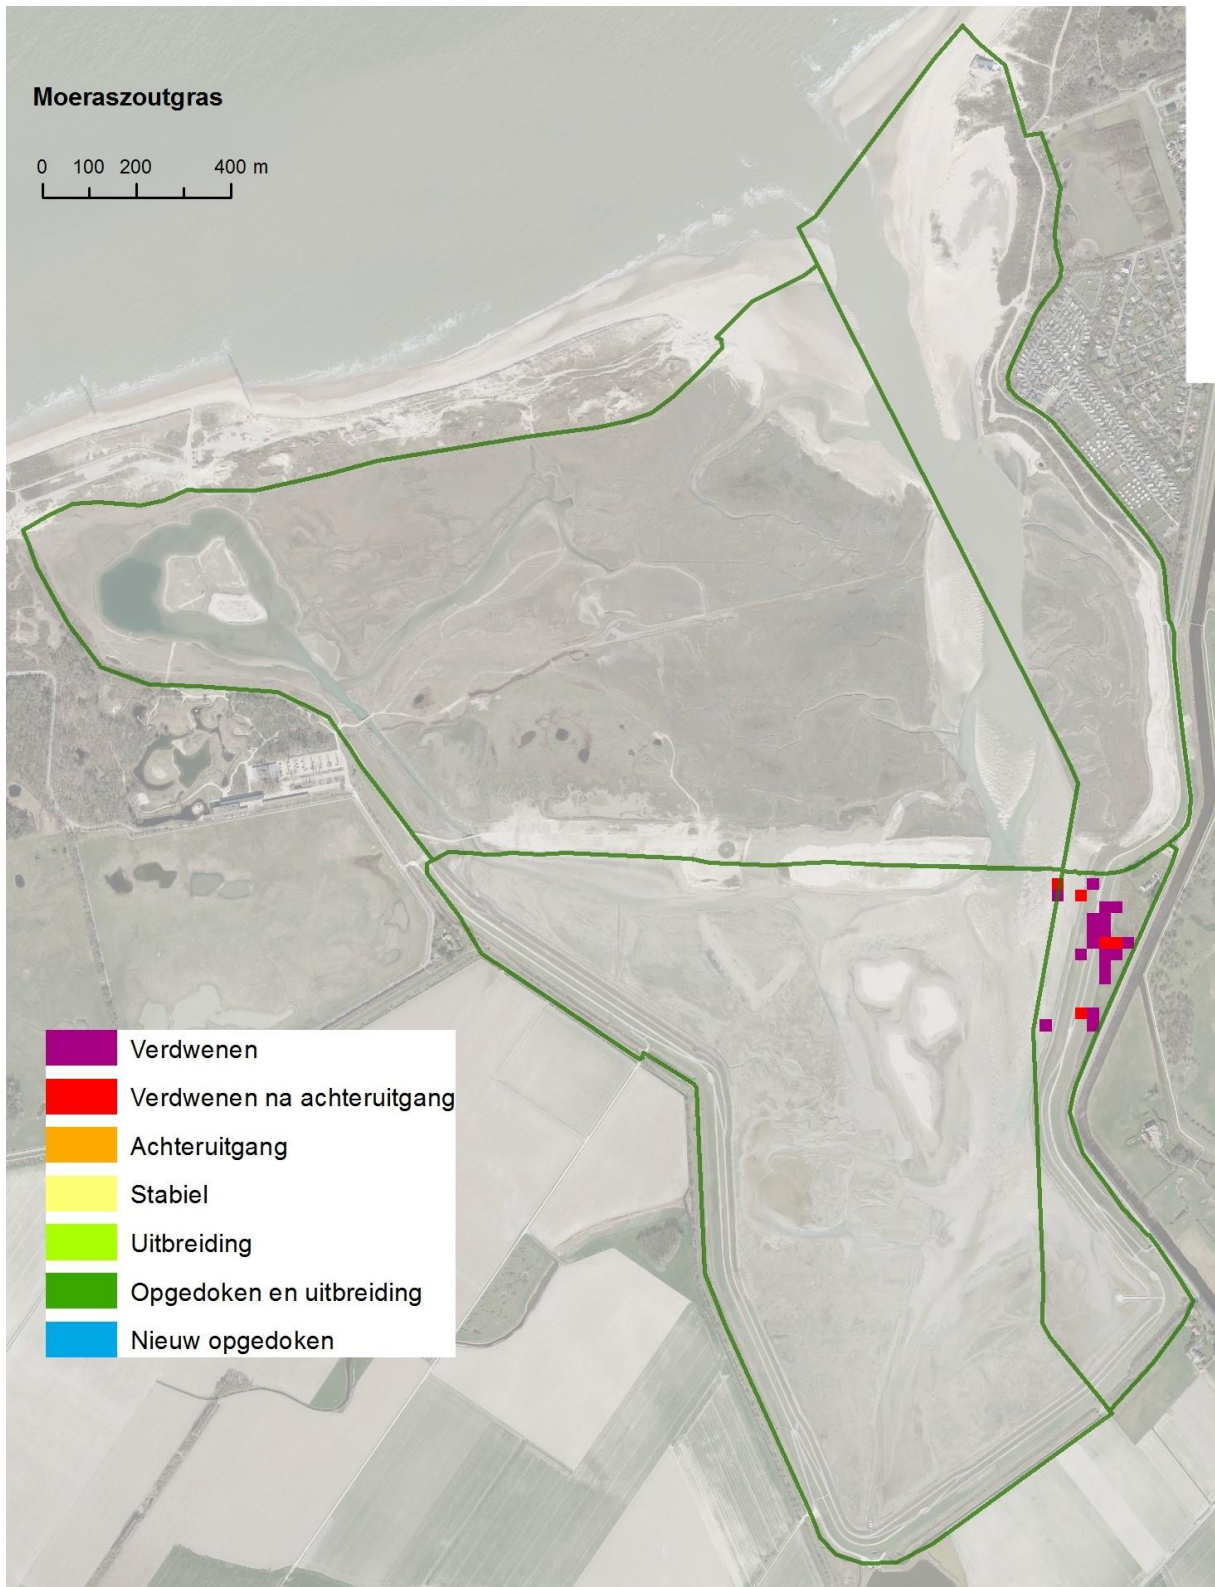 Moeraszoutgras
0 100 200 400 m
Verdwenen
Verdwenen na achteruitgang
Achteruitgang
Stabiel
Uitbreiding
Opgedoken en uitbreiding
Nieuw opgedoken